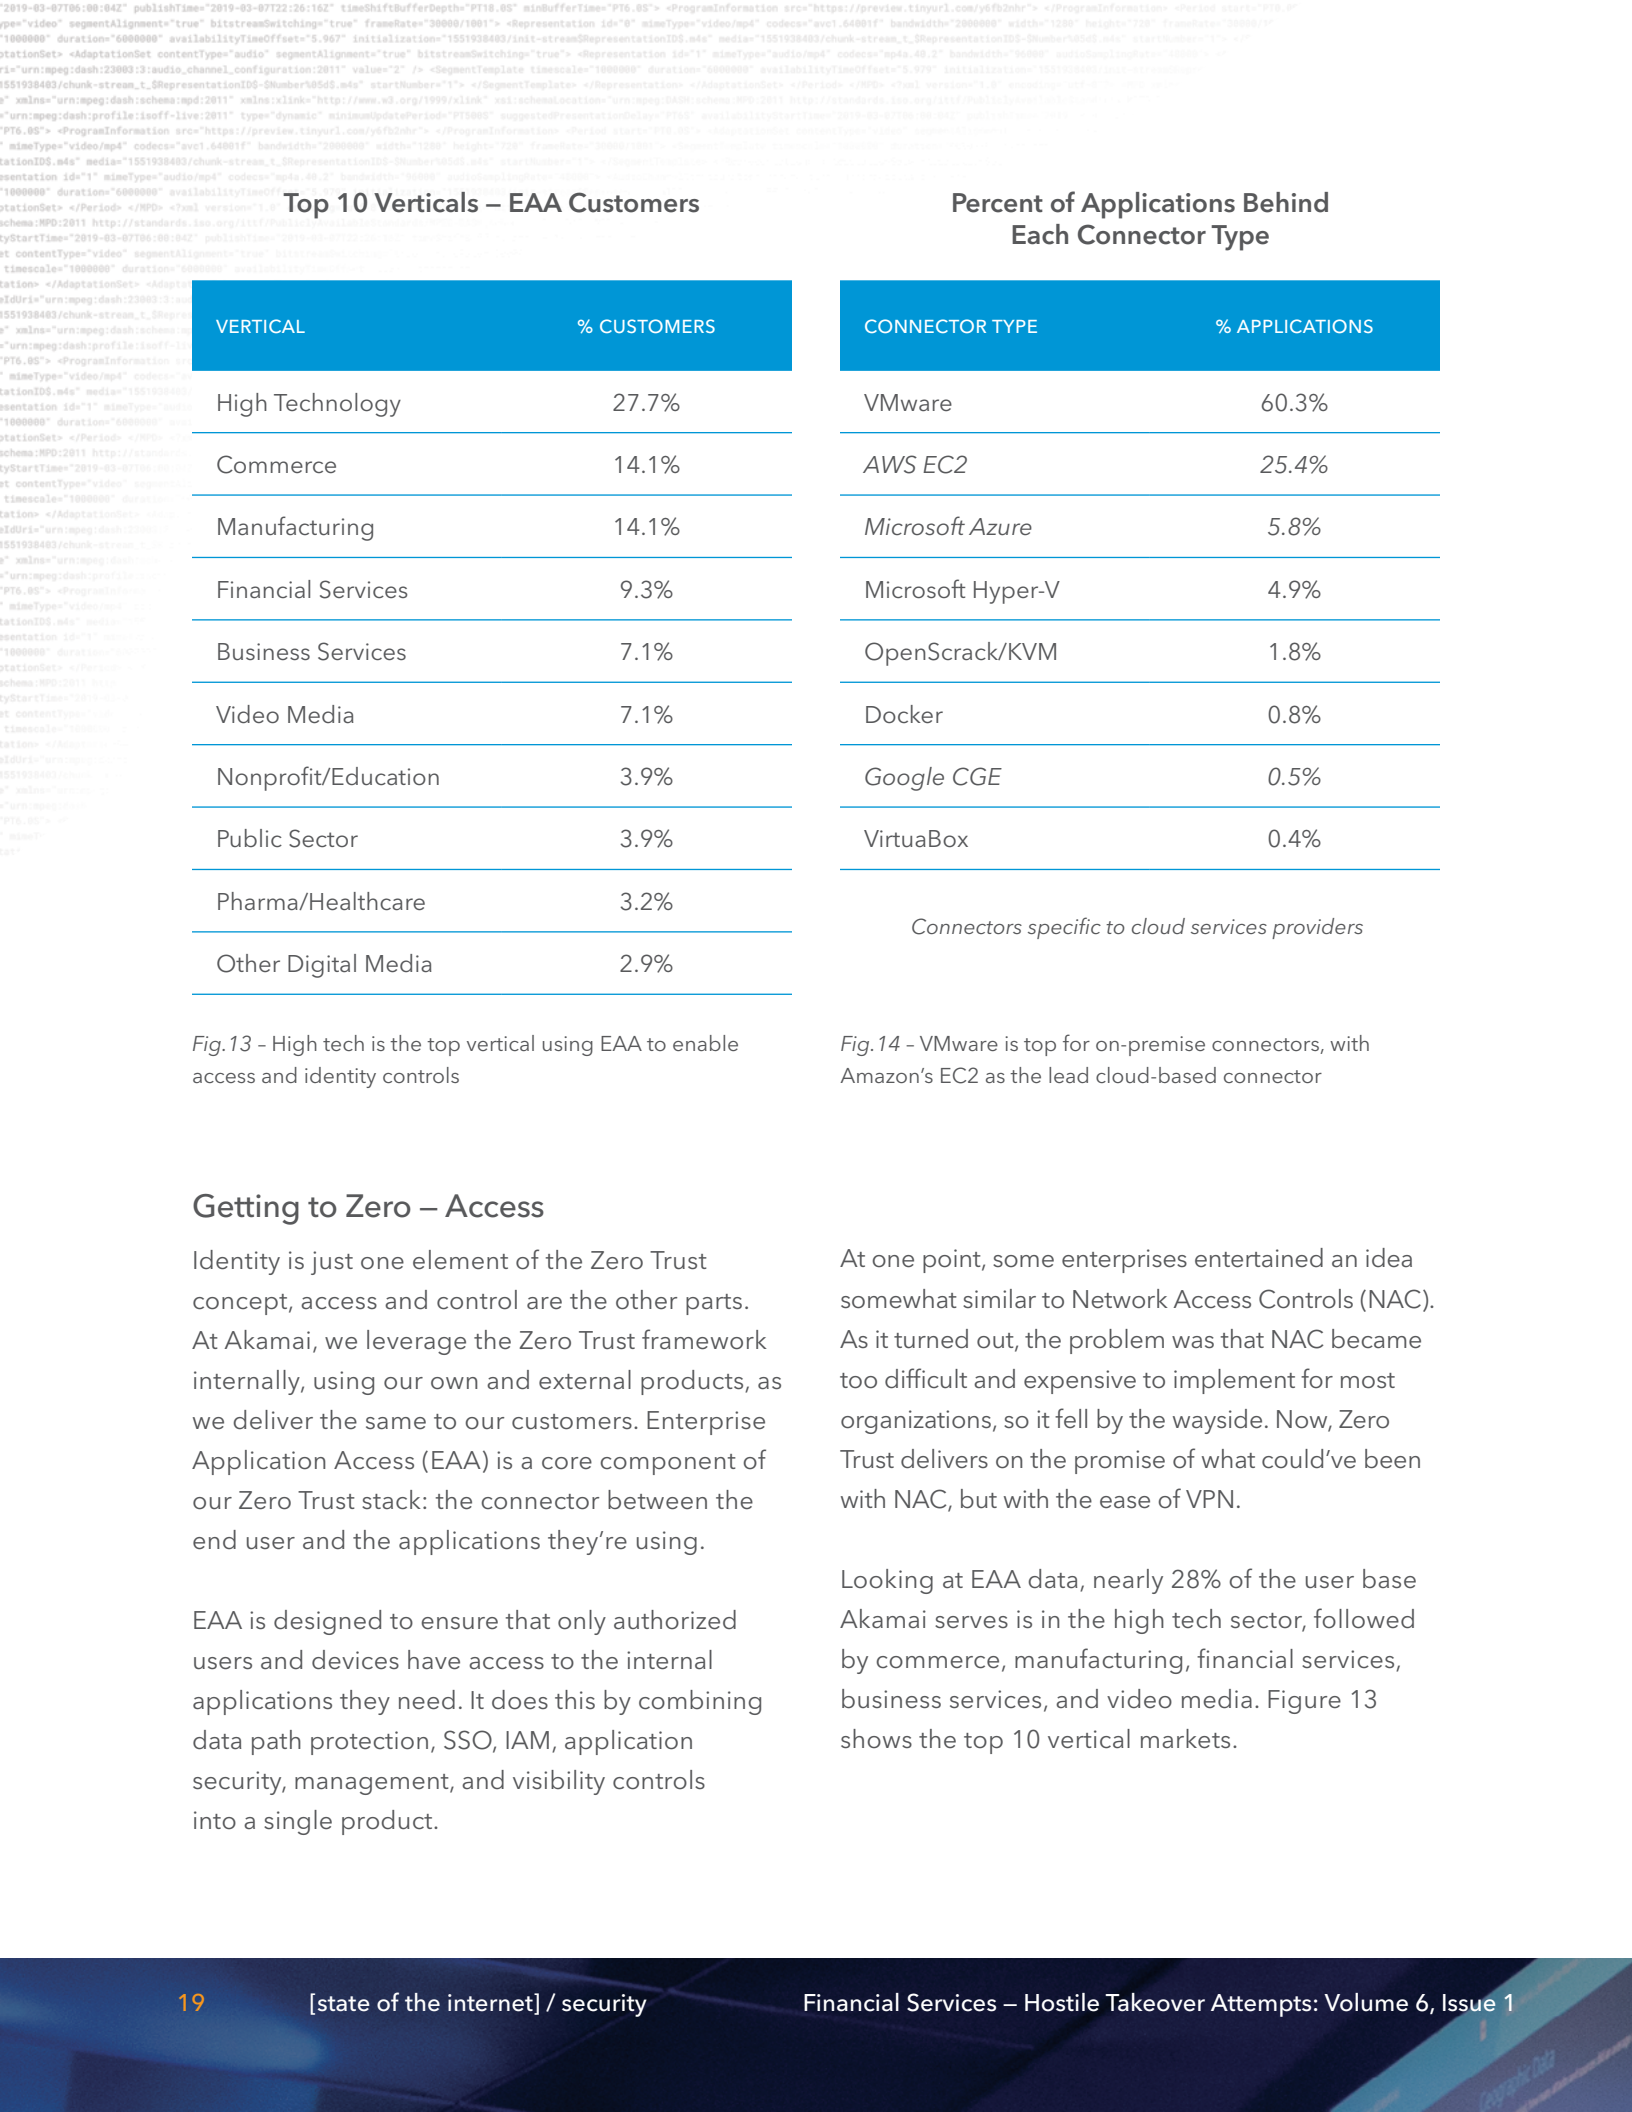 Top 10 Verticals – EAA Customers
VERTICAL % CUSTOMERS
High Technology 27.7%
Commerce 14.1%
Manufacturing 14.1%
Financial Services 9.3%
Business Services 7.1%
Video Media 7.1%
Nonprofit/Education 3.9%
Public Sector 3.9%
Pharma/Healthcare 3.2%
Other Digital Media 2.9%
Fig.13 – High tech is the top vertical using EAA to enable
access and identity controls
Percent of Applications Behind
Each Connector Type
CONNECTOR TYPE % APPLICATIONS
VMware 60.3%
AWS EC2 25.4%
Microsoft Azure 5.8%
Microsoft Hyper-V 4.9%
OpenScrack/KVM 1.8%
Docker 0.8%
Google CGE 0.5%
VirtuaBox 0.4%
Connectors specific to cloud services providers
Fig.14 – VMware is top for on-premise connectors, with
Amazon’s EC2 as the lead cloud-based connector
Getting to Zero – Access
Identity is just one element of the Zero Trust
concept, access and control are the other parts.
At Akamai, we leverage the Zero Trust framework
internally, using our own and external products, as
we deliver the same to our customers. Enterprise
Application Access (EAA) is a core component of
our Zero Trust stack: the connector between the
end user and the applications they’re using.
EAA is designed to ensure that only authorized
users and devices have access to the internal
applications they need. It does this by combining
data path protection, SSO, IAM, application
security, management, and visibility controls
into a single product.
At one point, some enterprises entertained an idea
somewhat similar to Network Access Controls (NAC).
As it turned out, the problem was that NAC became
too difficult and expensive to implement for most
organizations, so it fell by the wayside. Now, Zero
Trust delivers on the promise of what could’ve been
with NAC, but with the ease of VPN.
Looking at EAA data, nearly 28% of the user base
Akamai serves is in the high tech sector, followed
by commerce, manufacturing, financial services,
business services, and video media. Figure 13
shows the top 10 vertical markets.
19 [state of the internet] / security Financial Services – Hostile Takeover Attempts: Volume 6, Issue 1
Geographic Data